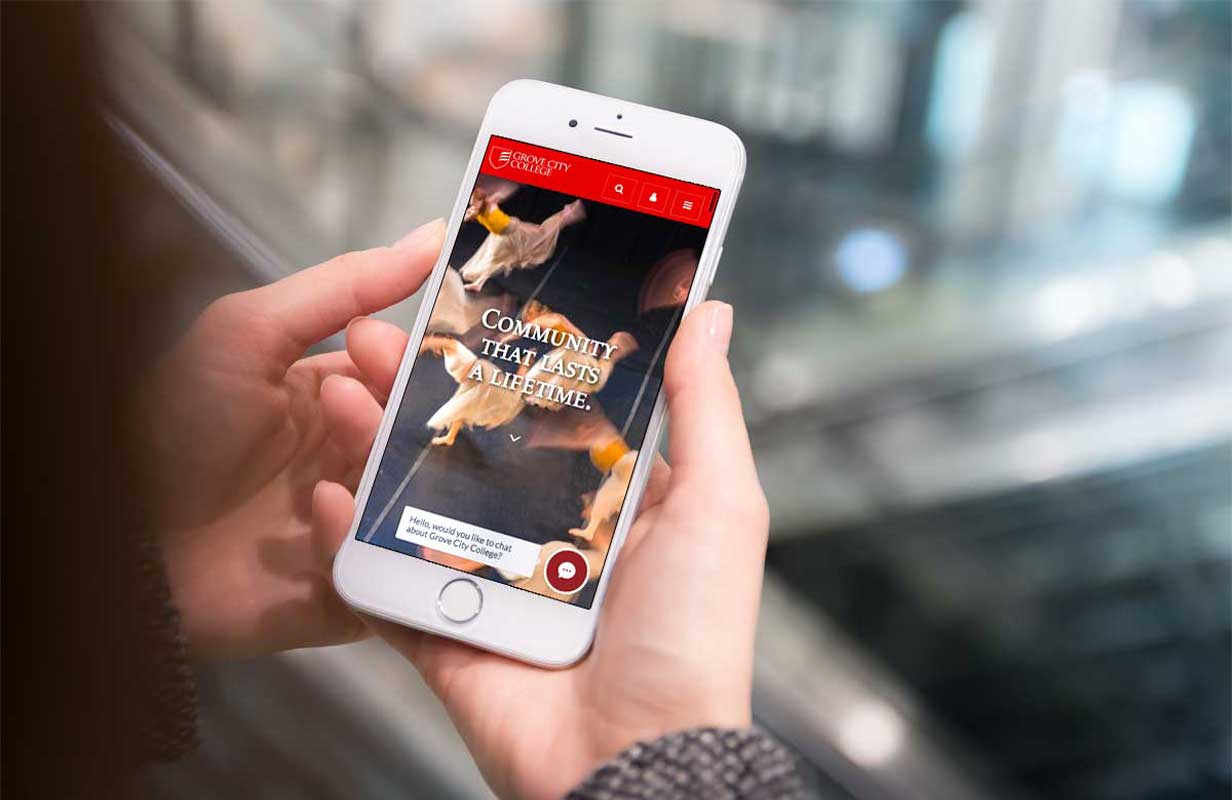 GROVE CITY
COLLEGE
COMMUNITY
THAT LASTS
A LIFETIME.
Hello, would you like to chat
about Grove City College?